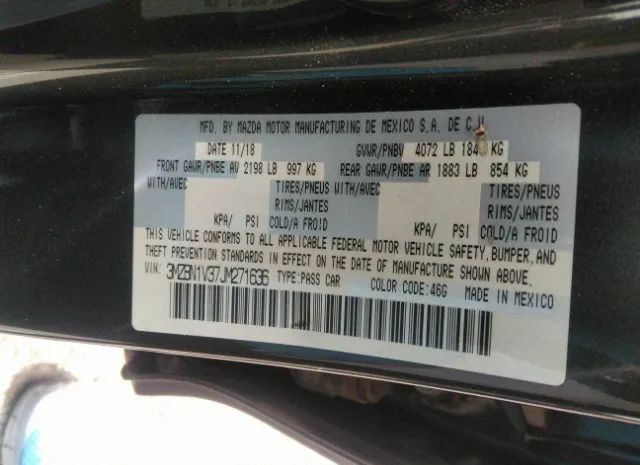 MFD. BY MAZDA MOTOR MANUFACTURING DE MEXICO S.A. DE C.V.
DATE 11/18 GVWR/PNBV 4072 LB 184 KG
FRONT GAWR/PNBE AV 2198 LB 997 KG REAR GAWR/PNBE AR 1883 LB 854 KG
WITH/AVEC TIRES/PNEUS WITH/AVEC TIRES/PNEUS
RIMS/JANTES RIMS/JANTES
KPA/ PSI COLD/A FROID KPA/ PSI COLD/A FROID
THIS VEHICLE CONFORMS TO ALL APPLICABLE FEDERAL MOTOR VEHICLE SAFETY, BUMPER, AND
THEFT PREVENTION STANDARDS IN EFFECT ON THE DATE OF MANUFACTURE SHOWN ABOVE.
VIN: 3MZBN1V37JM271636 TYPE:PASS CAR COLOR CODE:46G MADE IN MEXICO